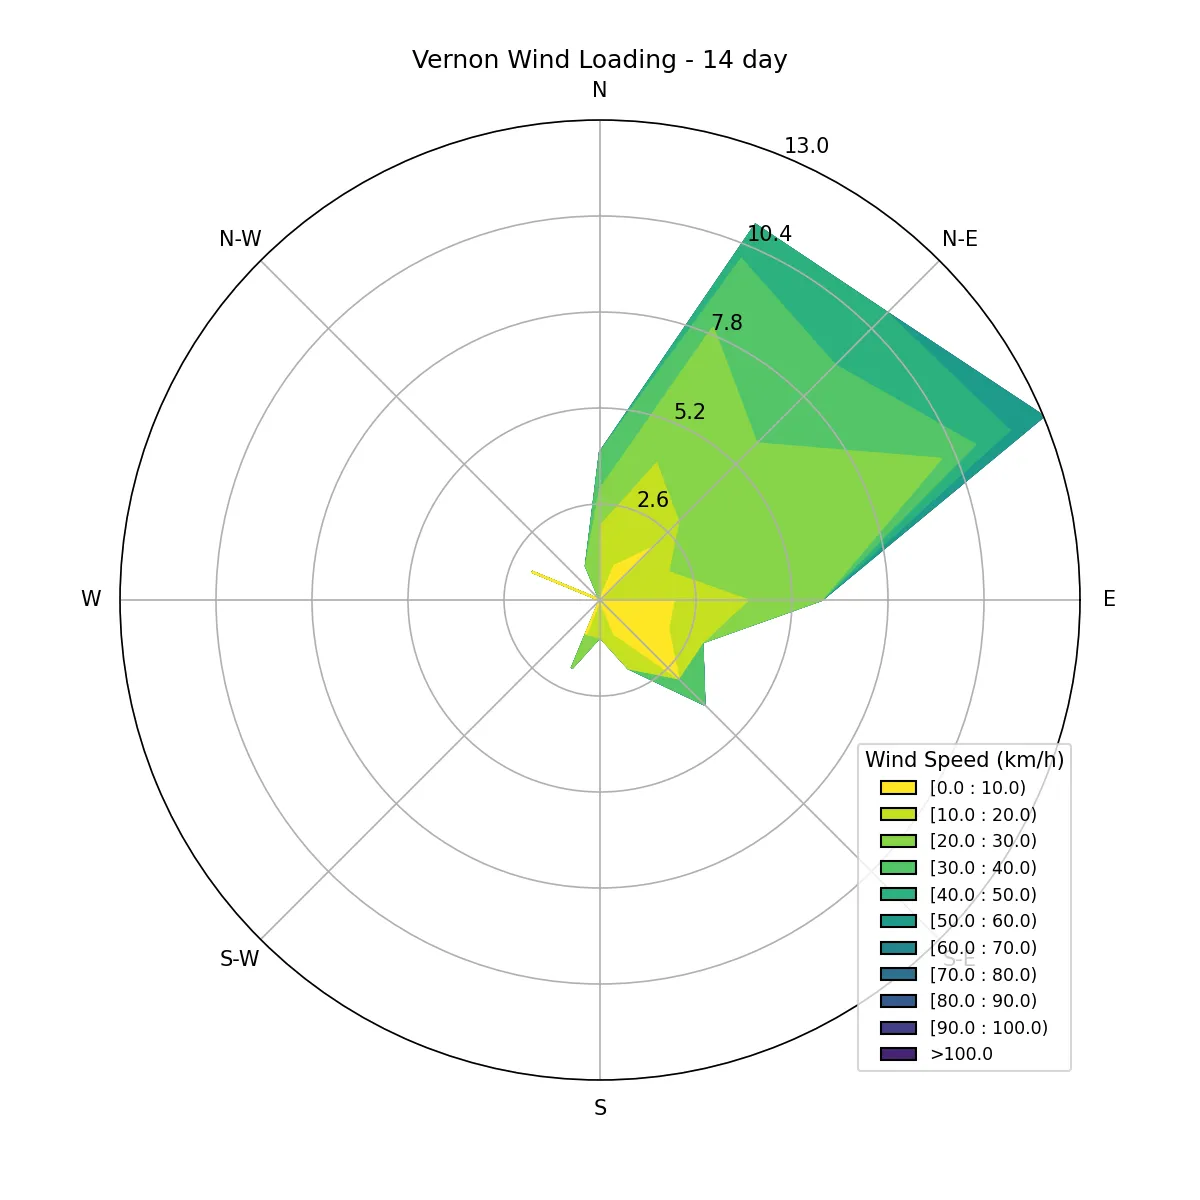 Vernon Wind Loading - 14 day
N
13.0
10.4
N-W
N-E
7.8
5.2
2.6
W
E
Wind Speed (km/h)
[0.0 : 10.0)
[10.0 : 20.0)
[20.0 : 30.0)
[30.0 : 40.0)
[40.0 : 50.0)
[50.0 : 60.0)
[60.0 : 70.0)
[70.0 : 80.0)
[80.0 : 90.0)
[90.0 : 100.0)
>100.0
S-W
S-E
S